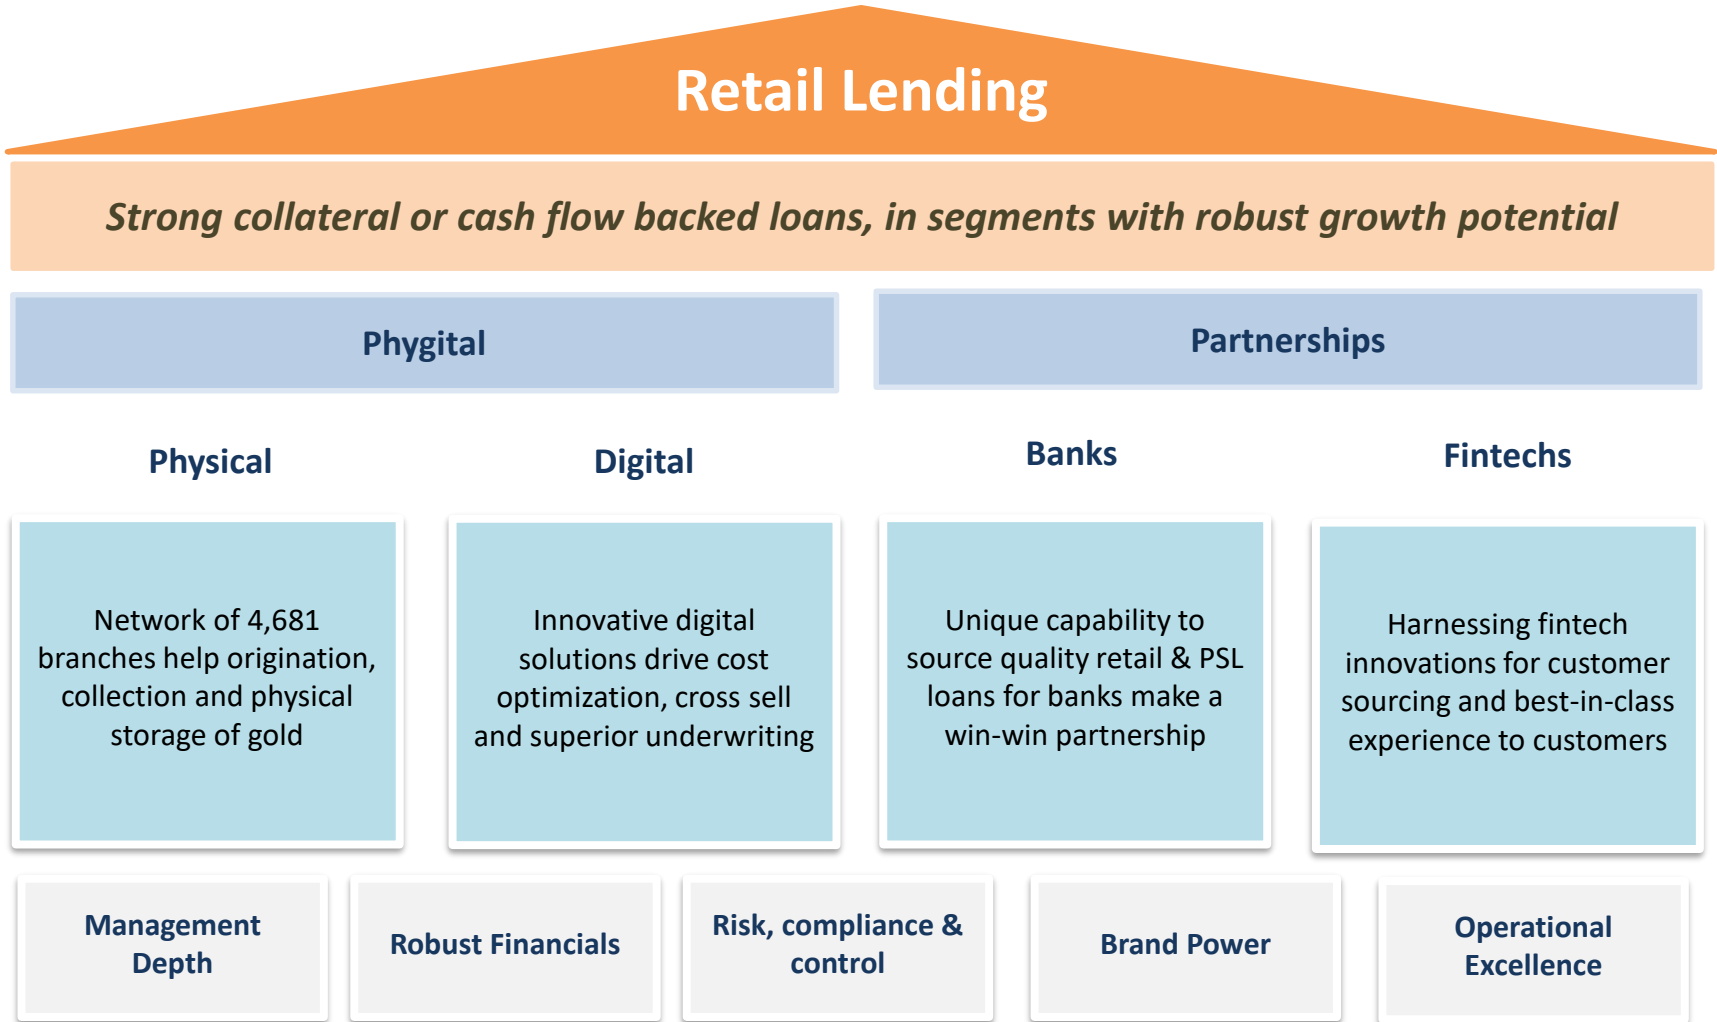 Retail Lending
Strong collateral or cash flow backed loans, in segments with robust growth potential
Phygital
Partnerships
Physical
Digital
Banks
Fintechs
Network of 4,681
branches help origination,
collection and physical
storage of gold
Innovative digital
solutions drive cost
optimization, cross sell
and superior underwriting
Unique capability to
source quality retail & PSL
loans for banks make a
win-win partnership
Harnessing fintech
innovations for customer
sourcing and best-in-class
experience to customers
Management
Depth
Robust Financials
Risk, compliance &
control
Brand Power
Operational
Excellence